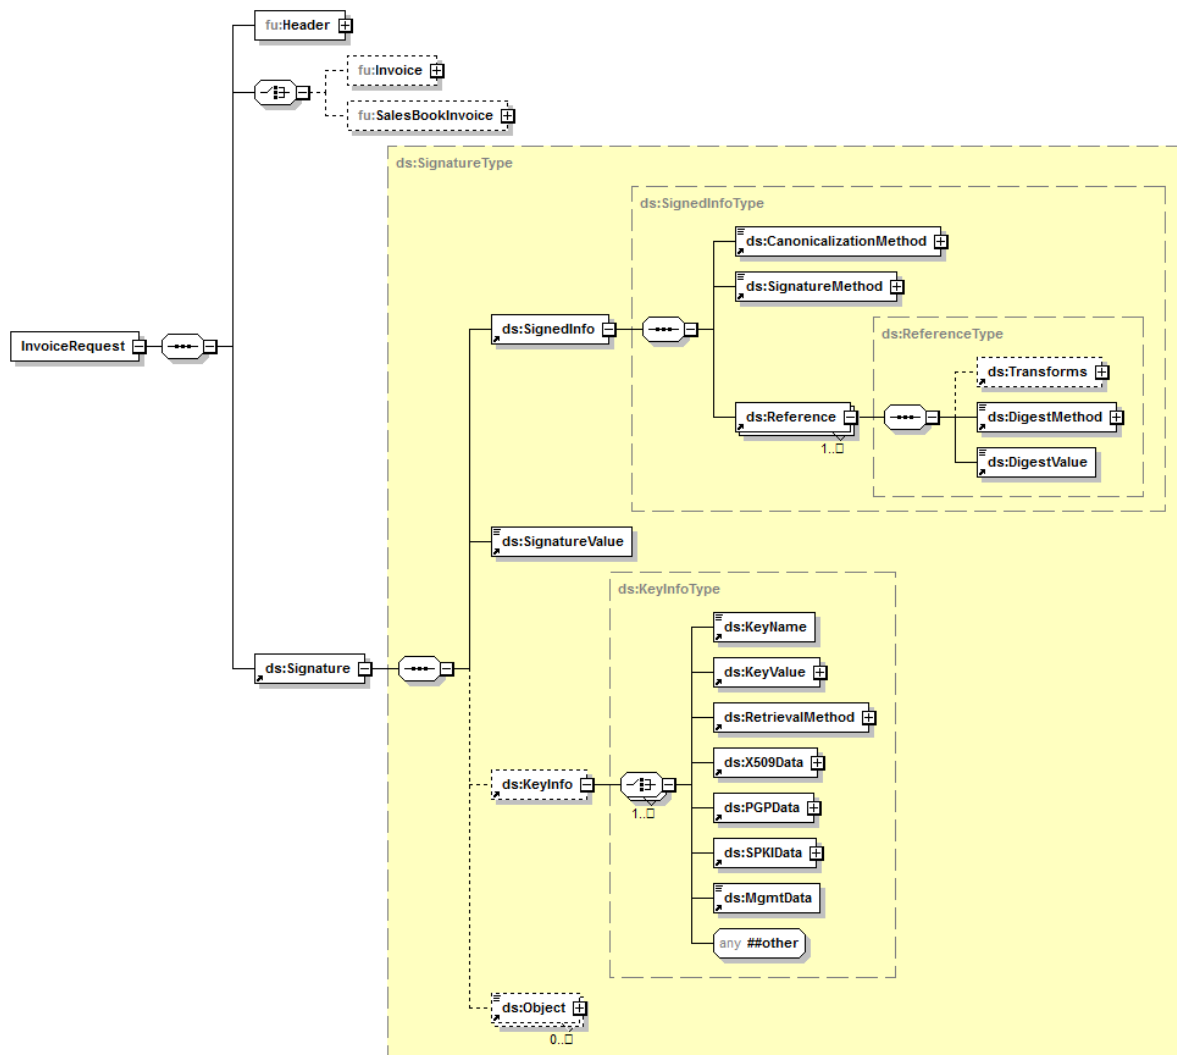 fu:Header
fu:Invoice
fu:SalesBookInvoice
ds:SignatureType
ds:SignedInfoType
ds:CanonicalizationMethod
ds:SignatureMethod
ds:SignedInfo
ds:ReferenceType
InvoiceRequest
ds:Transforms
ds:Reference
ds:DigestMethod
1..□
ds:DigestValue
ds:SignatureValue
ds:KeyInfoType
ds:KeyName
ds:Signature
ds:KeyValue
ds:RetrievalMethod
ds:X509Data
ds:KeyInfo
1..□
ds:PGPData
ds:SPKIData
ds:MgmtData
any ##other
ds:Object
0..□